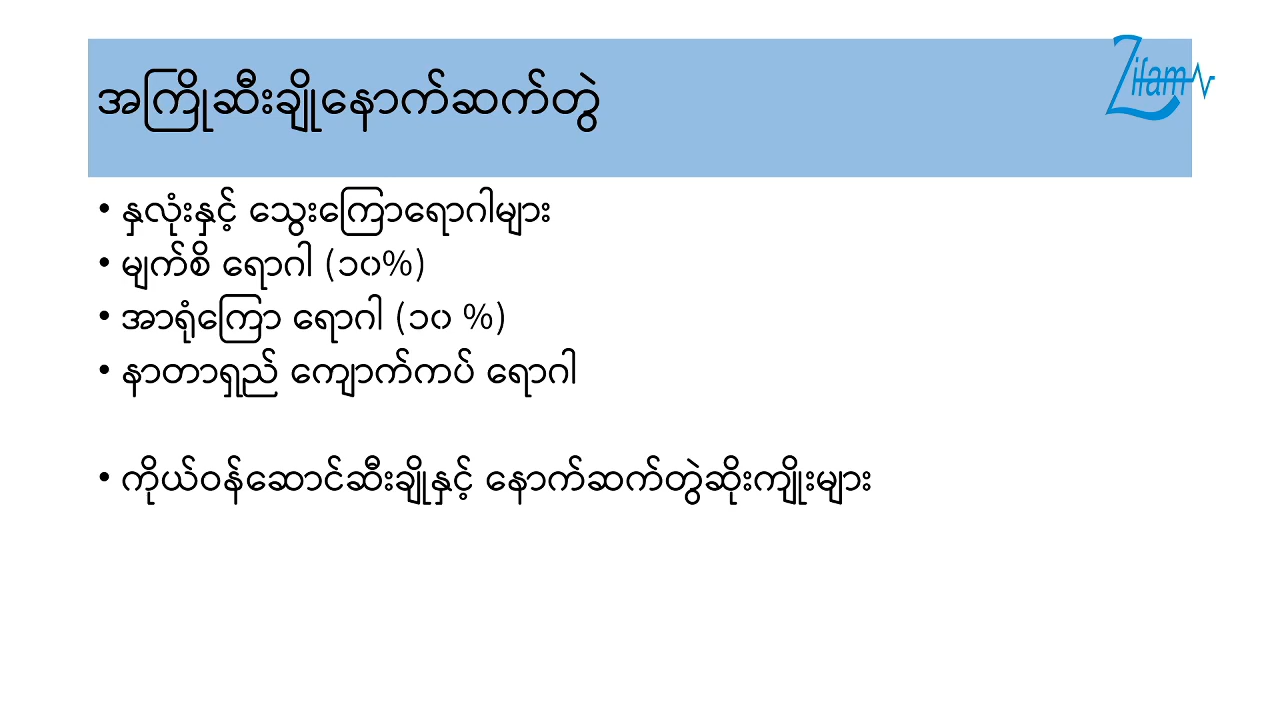 အကြိုဆီးချိုနောက်ဆက်တွဲ
Zifam
• နှလုံးနှင့် သွေးကြောရောဂါများ
• မျက်စိ ရောဂါ (၁၀%)
• အာရုံကြော ရောဂါ (၁၀ %)
• နာတာရှည် ကျောက်ကပ် ရောဂါ
• ကိုယ်ဝန်ဆောင်ဆီးချိုနှင့် နောက်ဆက်တွဲဆိုးကျိုးများ